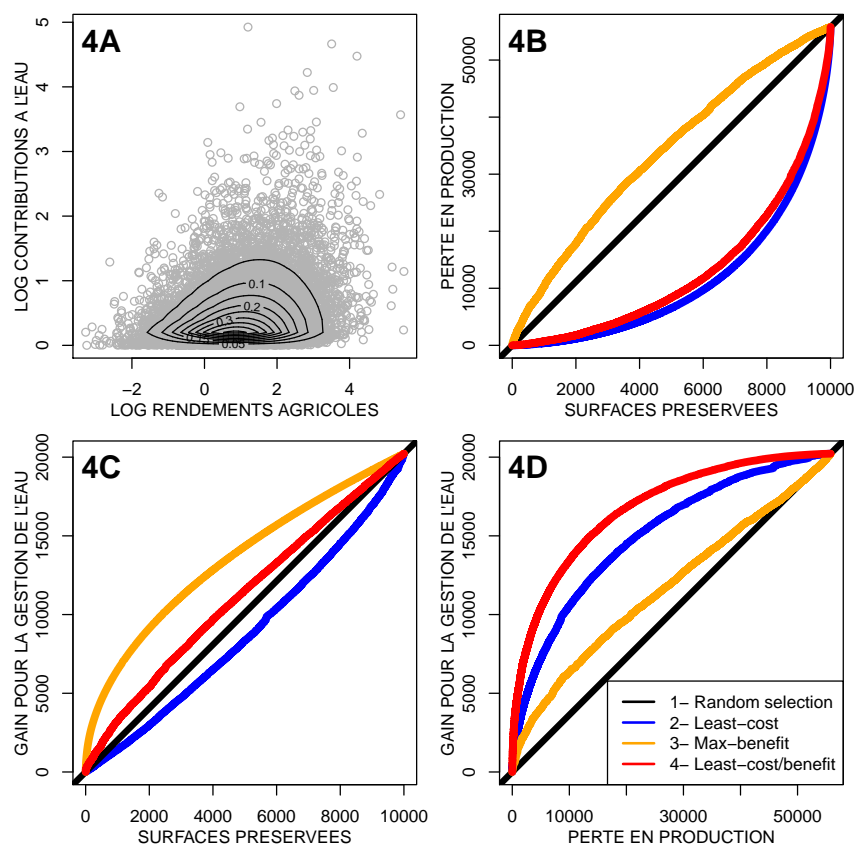 4A
LOG CONTRIBUTIONS A L'EAU
0
1
2
3
4
5
0.1
0.2
0.3
0.05
−2
0
2
4
LOG RENDEMENTS AGRICOLES
4B
PERTE EN PRODUCTION
0
10000
30000
50000
0
2000
4000
6000
8000
10000
SURFACES PRESERVEES
4C
GAIN POUR LA GESTION DE L'EAU
0
5000
10000
15000
20000
0
2000
4000
6000
8000
10000
SURFACES PRESERVEES
4D
GAIN POUR LA GESTION DE L'EAU
0
5000
10000
15000
20000
1− Random selection
2− Least−cost
3− Max−benefit
4− Least−cost/benefit
0
10000
30000
50000
PERTE EN PRODUCTION